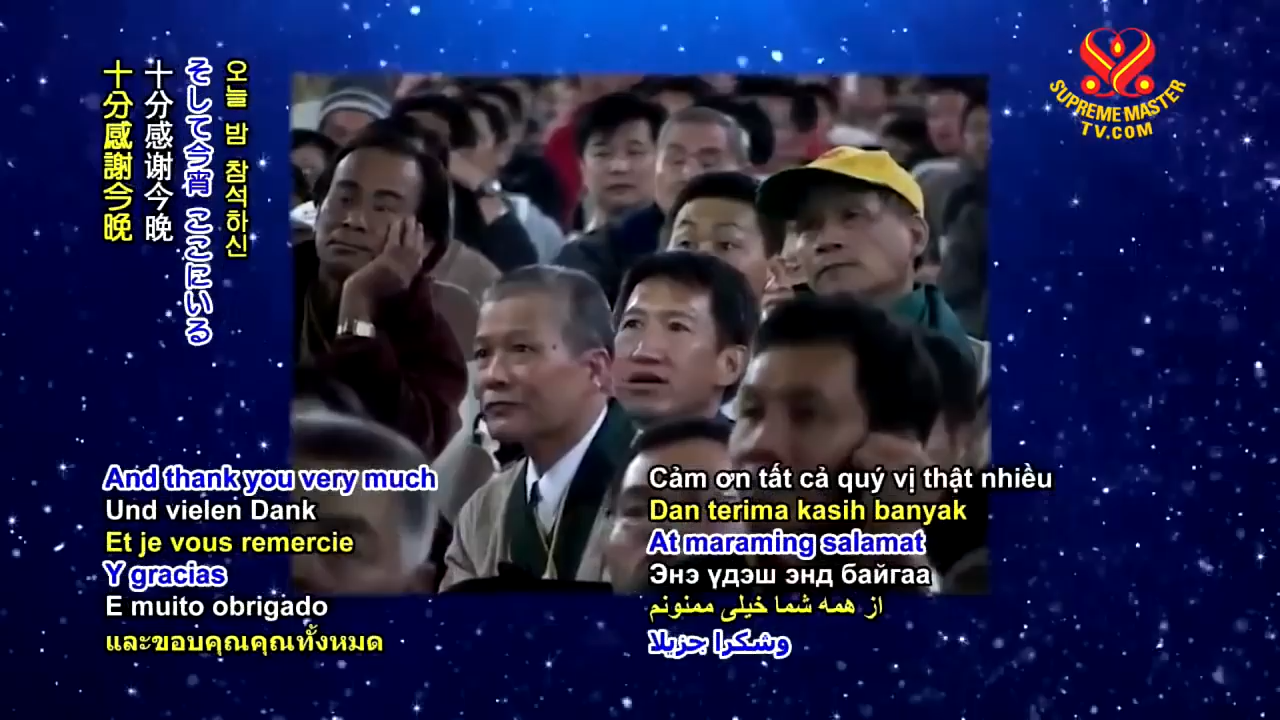 오늘 밤 참석하신
そして今宵 ここにいる
十分感谢今晚
十分感謝今晚
SUPREME MASTER
TV.COM
And thank you very much
Und vielen Dank
Et je vous remercie
Y gracias
E muito obrigado
และขอบคุณคุณทั้งหมด
Cảm ơn tất cả quý vị thật nhiều
Dan terima kasih banyak
At maraming salamat
Энэ үдэш энд байгаа
از همه شما خیلی ممنونم
وشكرا جزيلا